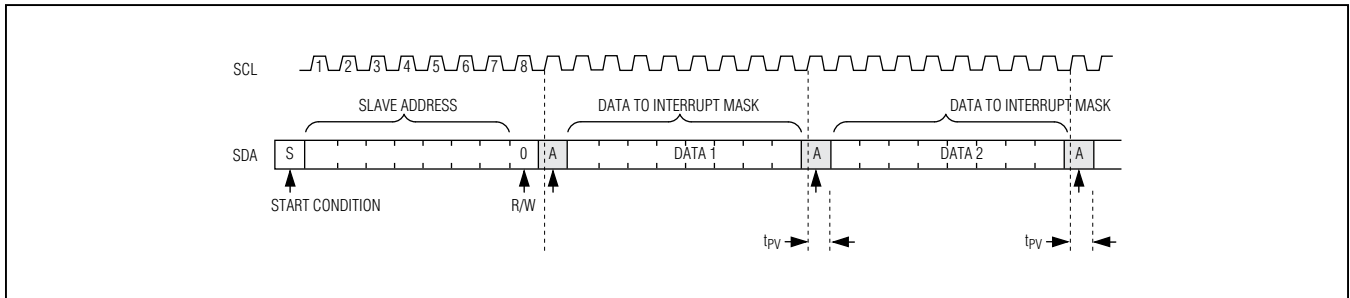 SCL 1 2 3 4 5 6 7 8
SLAVE ADDRESS DATA TO INTERRUPT MASK DATA TO INTERRUPT MASK
SDA S 0 A DATA 1 A DATA 2 A
START CONDITION R/W
tPV tPV